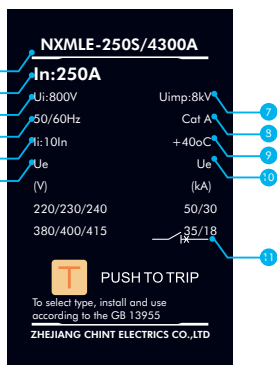 NXMLE-250S/4300A
In:250A
Ui:800V Uimp:8kV
50/60Hz Cat A
Ii:10In +40oC
Ue Ue
(V) (kA)
220/230/240 50/30
380/400/415 35/18
T PUSH TO TRIP
To select type, install and use
according to the GB 13955
ZHEJIANG CHINT ELECTRICS CO.,LTD
7
8
9
10
11